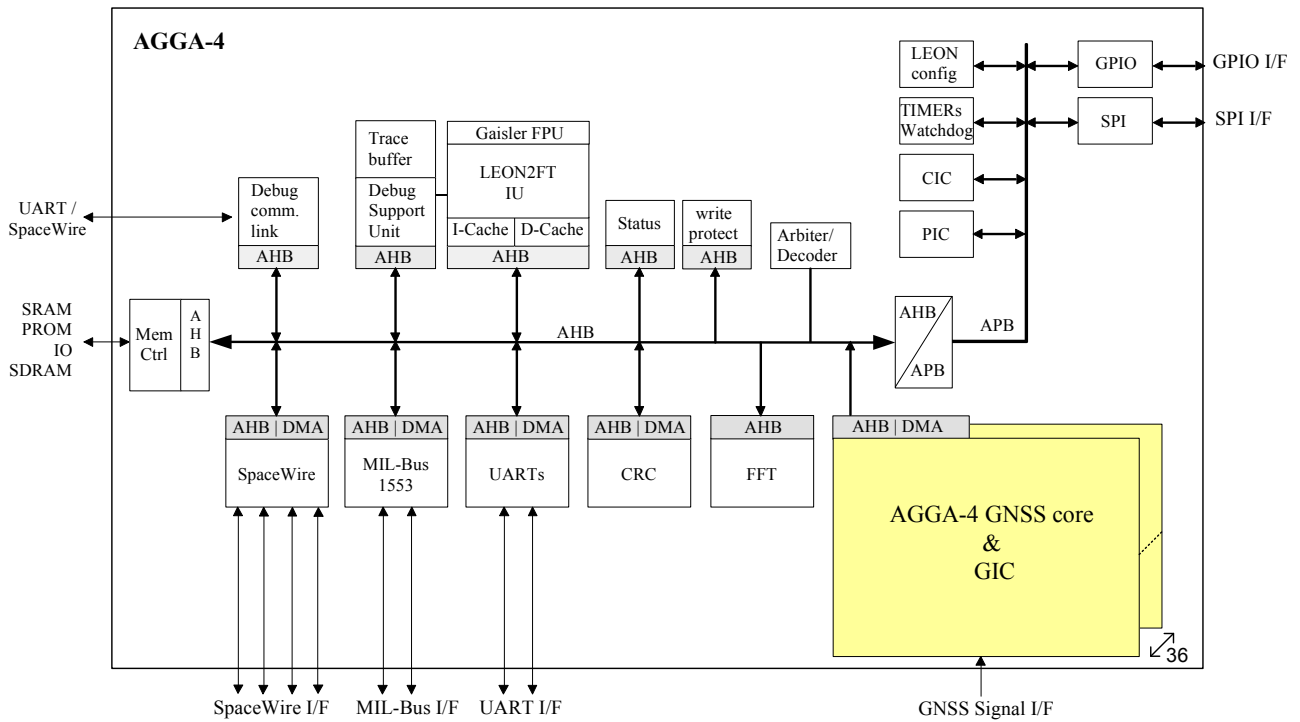 AGGA-4
LEON
config
GPIO
GPIO I/F
TIMERs
Watchdog
SPI
SPI I/F
CIC
PIC
Trace
buffer
Gaisler FPU
LEON2FT
IU
Debug
Support
Unit
I-Cache
D-Cache
AHB
AHB
UART /
SpaceWire
Debug
comm.
link
AHB
Status
AHB
write
protect
AHB
Arbiter/
Decoder
SRAM
PROM
IO
SDRAM
Mem
Ctrl
A
H
B
AHB
AHB
APB
APB
AHB | DMA
SpaceWire
AHB | DMA
MIL-Bus
1553
AHB | DMA
UARTs
AHB | DMA
CRC
AHB
FFT
AHB | DMA
AGGA-4 GNSS core
&
GIC
36
SpaceWire I/F
MIL-Bus I/F
UART I/F
GNSS Signal I/F